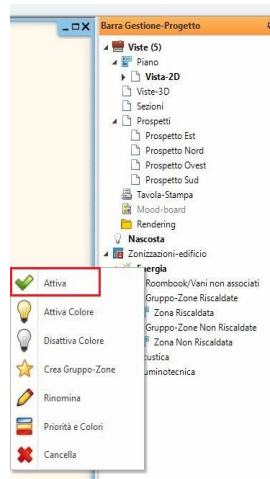 Barra Gestione-Progetto
Viste (5)
Piano
Vista-2D
Viste-3D
Sezioni
Prospetti
Prospetto Est
Prospetto Nord
Prospetto Ovest
Prospetto Sud
Tavola-Stampa
Mood-board
Rendering
Nascosta
Zonizzazioni-edificio
Energia
Roombook/Vani non associati
Gruppo-Zone Riscaldate
Zona Riscaldata
Gruppo-Zone Non Riscaldate
Zona Non Riscaldata
custica
uminotecnica
Attiva
Attiva Colore
Disattiva Colore
Crea Gruppo-Zone
Rinomina
Priorità e Colori
Cancella